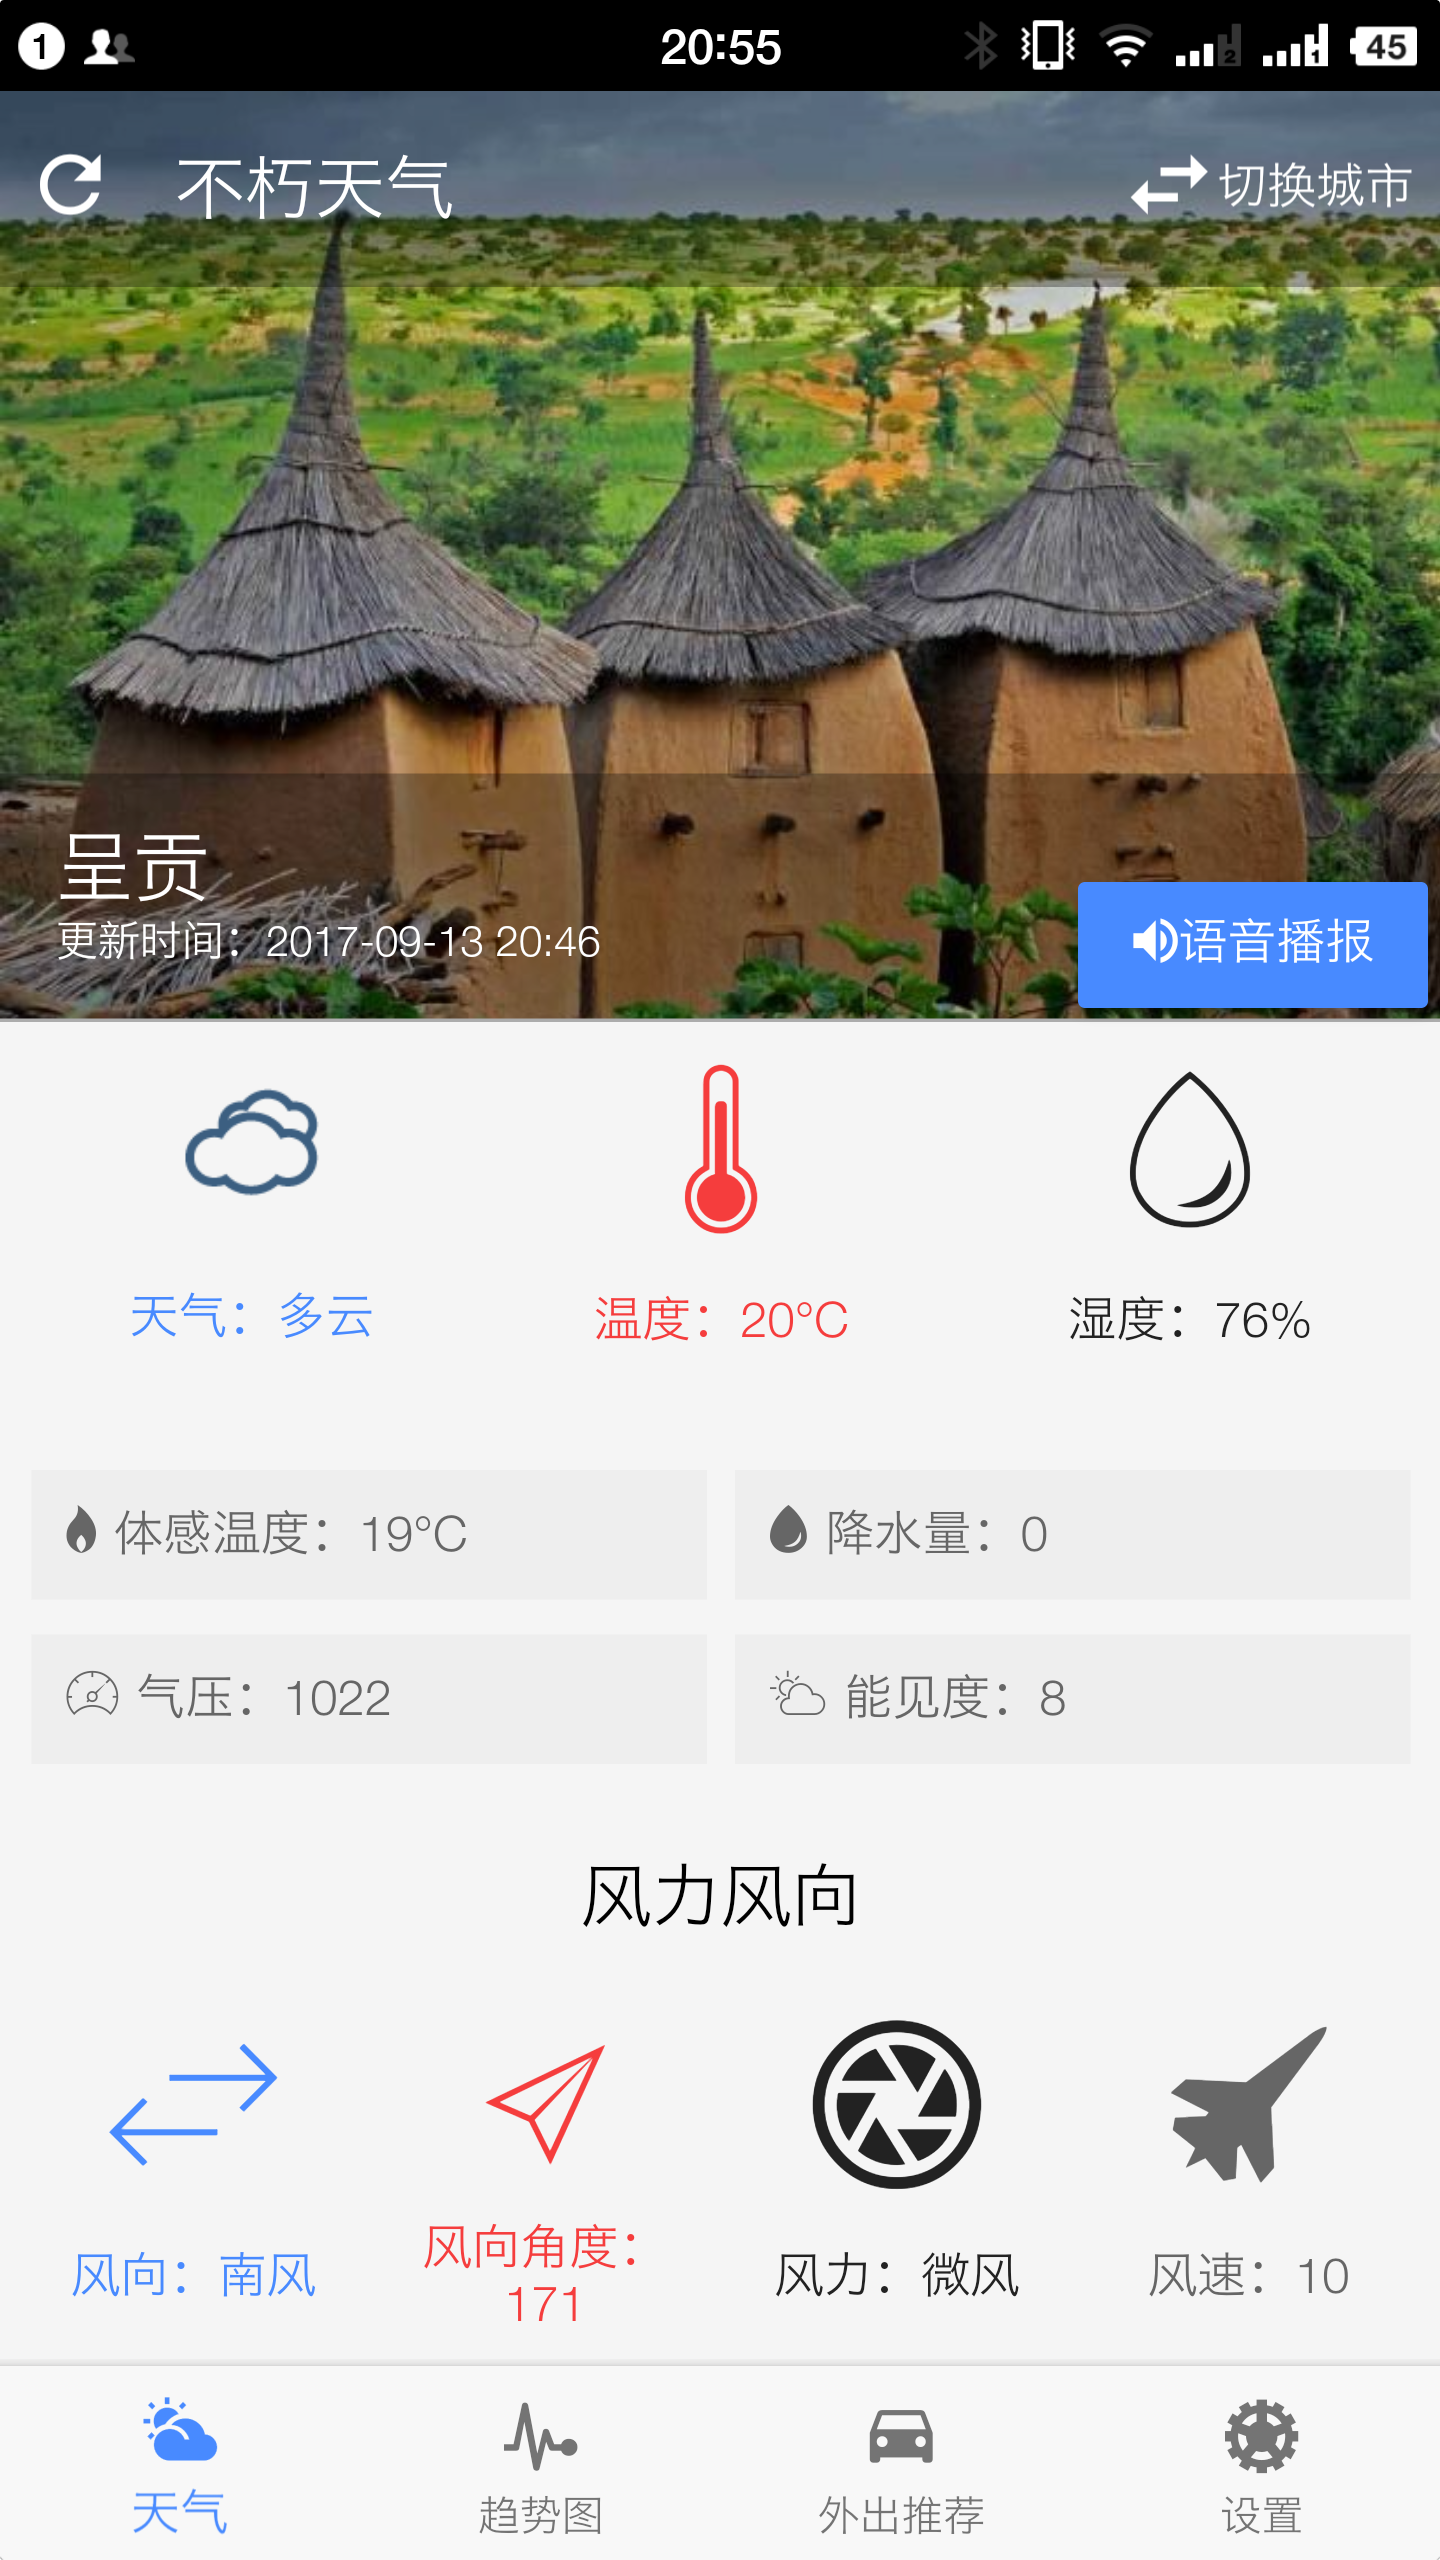 1
20:55
2
1
45
不朽天气
切换城市
呈贡
更新时间：2017-09-13 20:46
语音播报
天气：多云
温度：20°C
湿度：76%
体感温度：19°C
降水量：0
气压：1022
能见度：8
风力风向
风向：南风
风向角度：
171
风力：微风
风速：10
天气
趋势图
外出推荐
设置